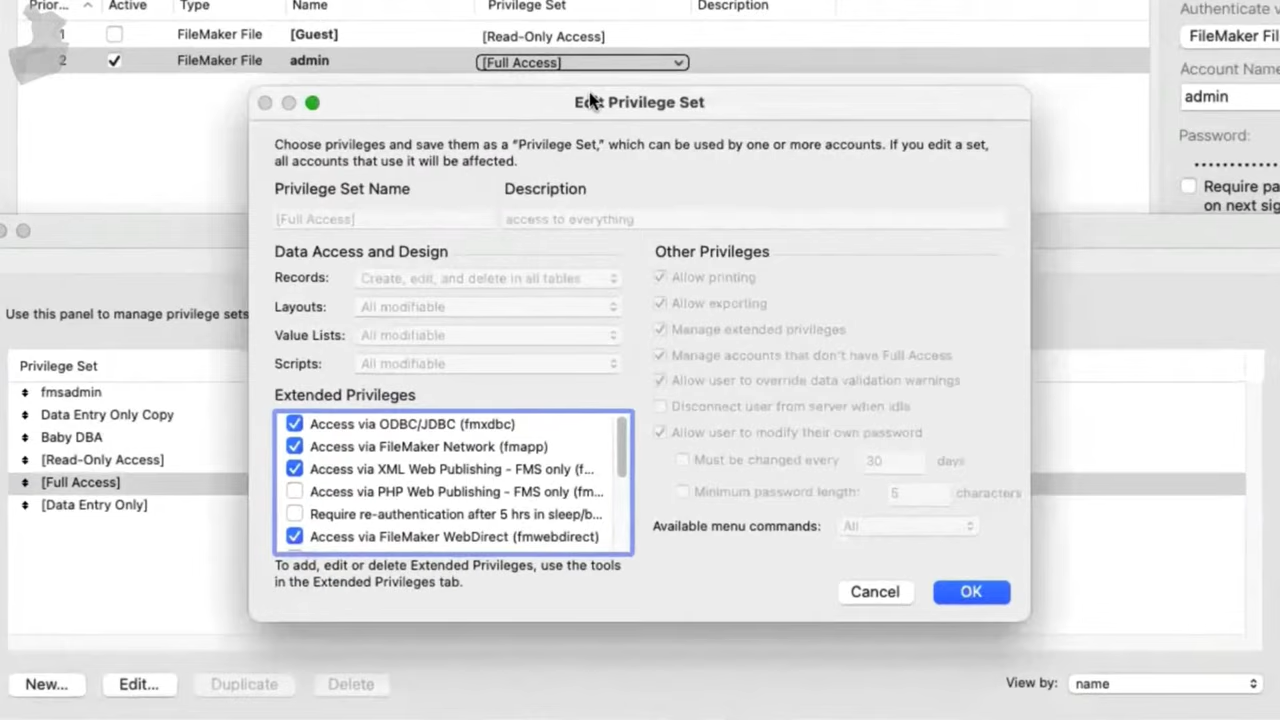 Prior... Active Type Name Privilege Set Description
1 FileMaker File [Guest] [Read-Only Access]
2 FileMaker File admin [Full Access]
Authenticate v
FileMaker Fil
Account Name
admin
Password:
Require pa
on next sig
Edit Privilege Set
Choose privileges and save them as a "Privilege Set," which can be used by one or more accounts. If you edit a set,
all accounts that use it will be affected.
Privilege Set Name Description
[Full Access] access to everything
Data Access and Design
Records: Create, edit, and delete in all tables
Layouts: All modifiable
Value Lists: All modifiable
Scripts: All modifiable
Extended Privileges
Access via ODBC/JDBC (fmxdbc)
Access via FileMaker Network (fmapp)
Access via XML Web Publishing - FMS only (f...
Access via PHP Web Publishing - FMS only (fm...
Require re-authentication after 5 hrs in sleep/b...
Access via FileMaker WebDirect (fmwebdirect)
To add, edit or delete Extended Privileges, use the tools
in the Extended Privileges tab.
Other Privileges
Allow printing
Allow exporting
Manage extended privileges
Manage accounts that don't have Full Access
Allow user to override data validation warnings
Disconnect user from server when idle
Allow user to modify their own password
Must be changed every 30 days
Minimum password length: 5 characters
Available menu commands: All
Cancel OK
Use this panel to manage privilege sets
Privilege Set
fmsadmin
Data Entry Only Copy
Baby DBA
[Read-Only Access]
[Full Access]
[Data Entry Only]
New... Edit... Duplicate Delete
View by: name